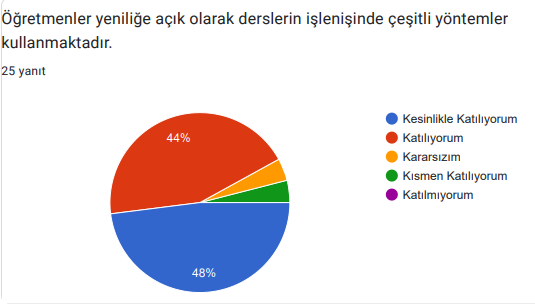 Öğretmenler yeniliğe açık olarak derslerin işlenişinde çeşitli yöntemler
kullanmaktadır.
25 yanıt
44%
48%
Kesinlikle Katılıyorum
Katılıyorum
Kararsızım
Kısmen Katılıyorum
Katılmıyorum